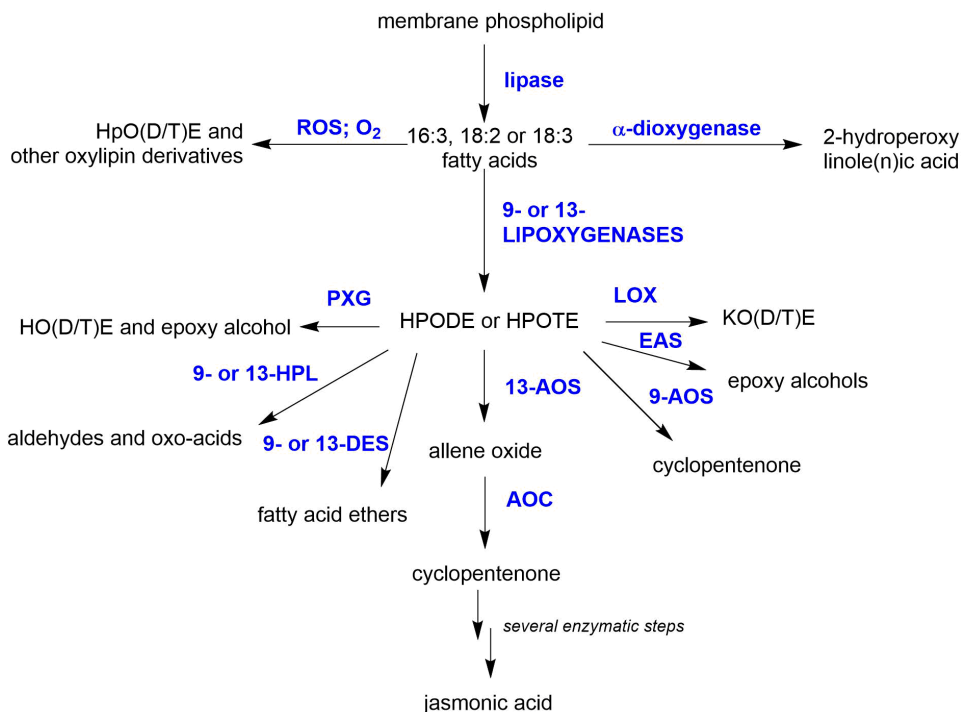 membrane phospholipid
lipase
HpO(D/T)E and
other oxylipin derivatives
ROS; O₂
16:3, 18:2 or 18:3
fatty acids
α-dioxygenase
2-hydroperoxy
linole(n)ic acid
9- or 13-
LIPOXYGENASES
PXG
LOX
HO(D/T)E and epoxy alcohol
HPODE or HPOTE
KO(D/T)E
EAS
9- or 13-HPL
13-AOS
9-AOS
epoxy alcohols
aldehydes and oxo-acids
9- or 13-DES
allene oxide
cyclopentenone
fatty acid ethers
AOC
cyclopentenone
several enzymatic steps
jasmonic acid